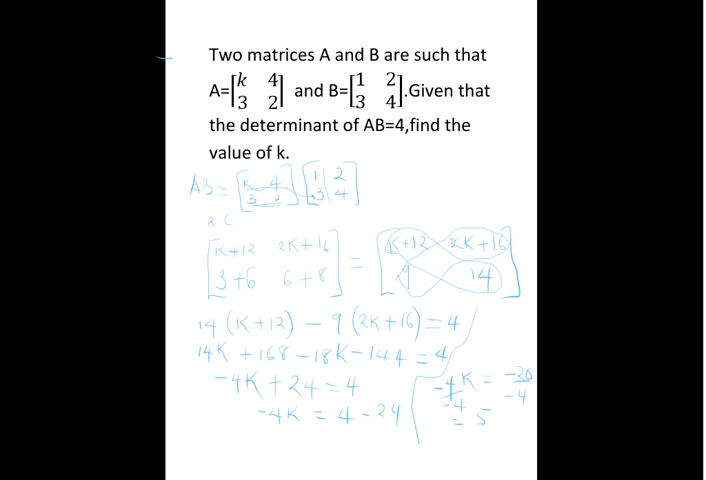 Two matrices A and B are such that
A=[k 4
3 2] and B=[1 2
3 4].Given that
the determinant of AB=4,find the
value of k.
AB = [K 4
3 2] [1 2
3 4]
R C
[K+12 2K+16
3+6 6+8] = [K+12 2K+16
9 14]
14 (K+12) - 9 (2K+16) = 4
14K + 168 - 18K - 144 = 4
-4K + 24 = 4
-4K = 4 - 24
-4K = -20
-4 -4
= 5